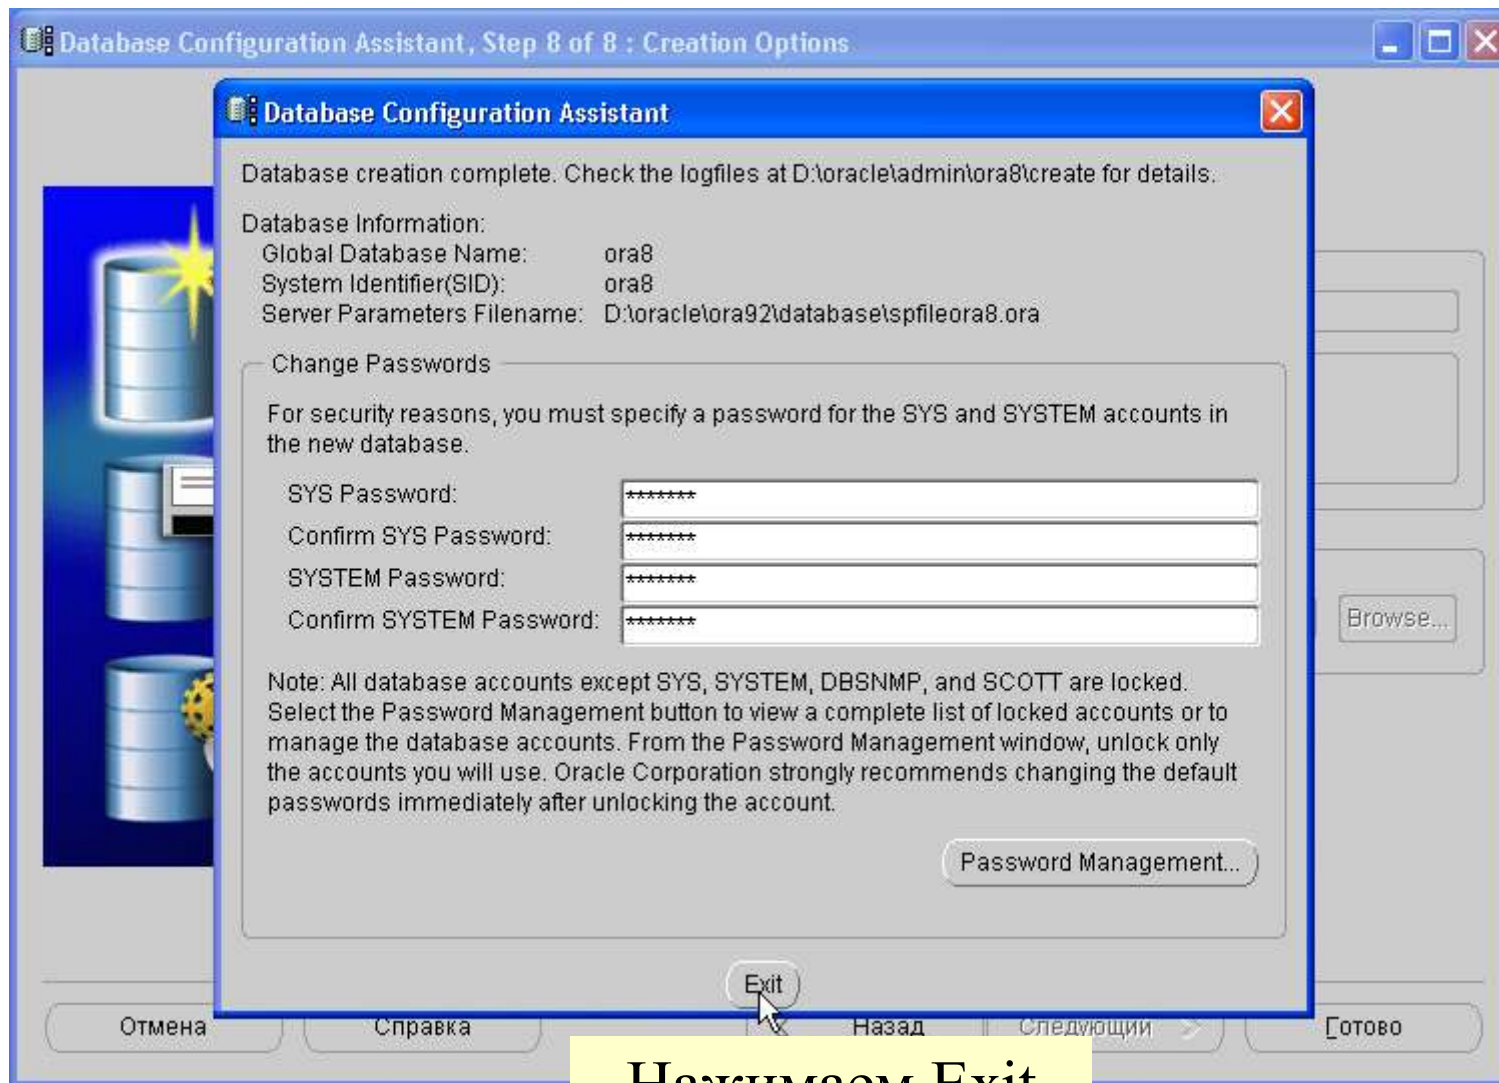 Database Configuration Assistant, Step 8 of 8 : Creation Options
Database Configuration Assistant
Database creation complete. Check the logfiles at D:\oracle\admin\ora8\create for details.
Database Information:
Global Database Name: ora8
System Identifier(SID): ora8
Server Parameters Filename: D:\oracle\ora92\database\spfileora8.ora
Change Passwords
For security reasons, you must specify a password for the SYS and SYSTEM accounts in
the new database.
SYS Password: *******
Confirm SYS Password: *******
SYSTEM Password: *******
Confirm SYSTEM Password: *******
Browse...
Note: All database accounts except SYS, SYSTEM, DBSNMP, and SCOTT are locked.
Select the Password Management button to view a complete list of locked accounts or to
manage the database accounts. From the Password Management window, unlock only
the accounts you will use. Oracle Corporation strongly recommends changing the default
passwords immediately after unlocking the account.
Password Management...
Exit
Отмена Справка Назад Следующий Готово
Нажимаем Exit